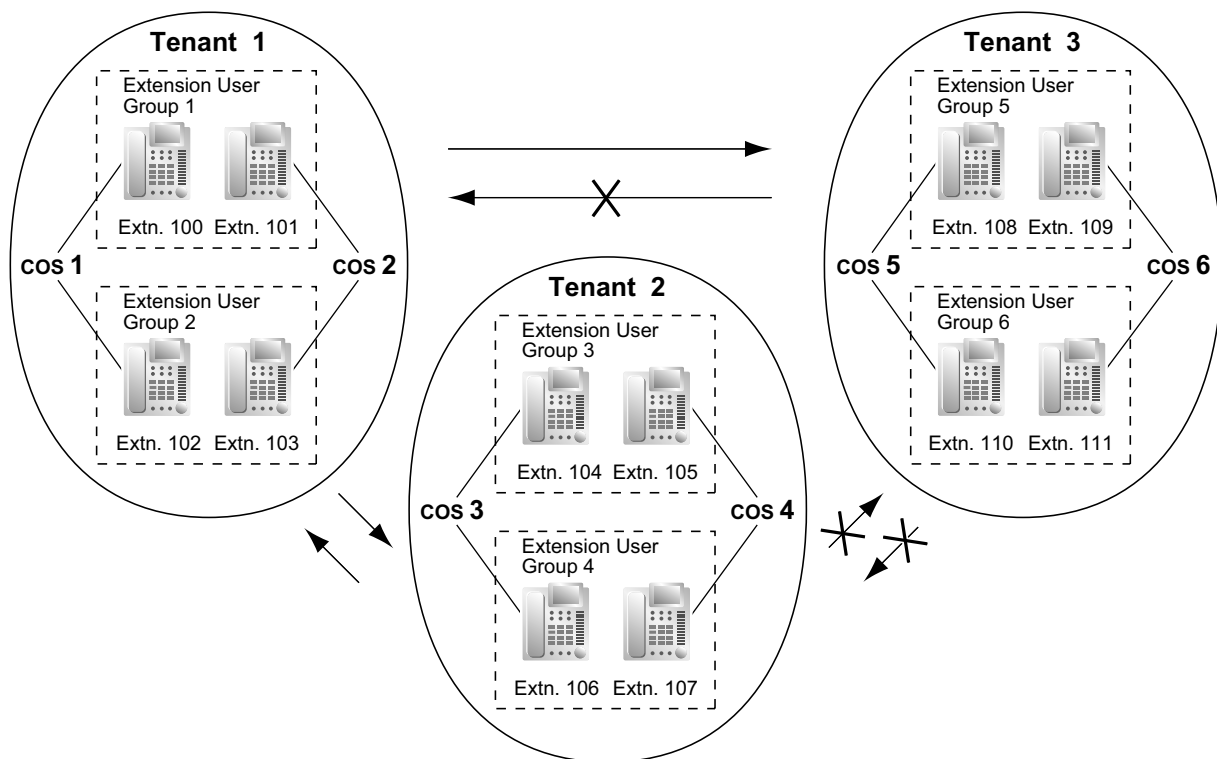 Tenant 1
Extension User
Group 1
Extn. 100 Extn. 101
COS 1
COS 2
Extension User
Group 2
Extn. 102 Extn. 103
Tenant 2
Extension User
Group 3
Extn. 104 Extn. 105
COS 3
COS 4
Extension User
Group 4
Extn. 106 Extn. 107
Tenant 3
Extension User
Group 5
Extn. 108 Extn. 109
COS 5
COS 6
Extension User
Group 6
Extn. 110 Extn. 111